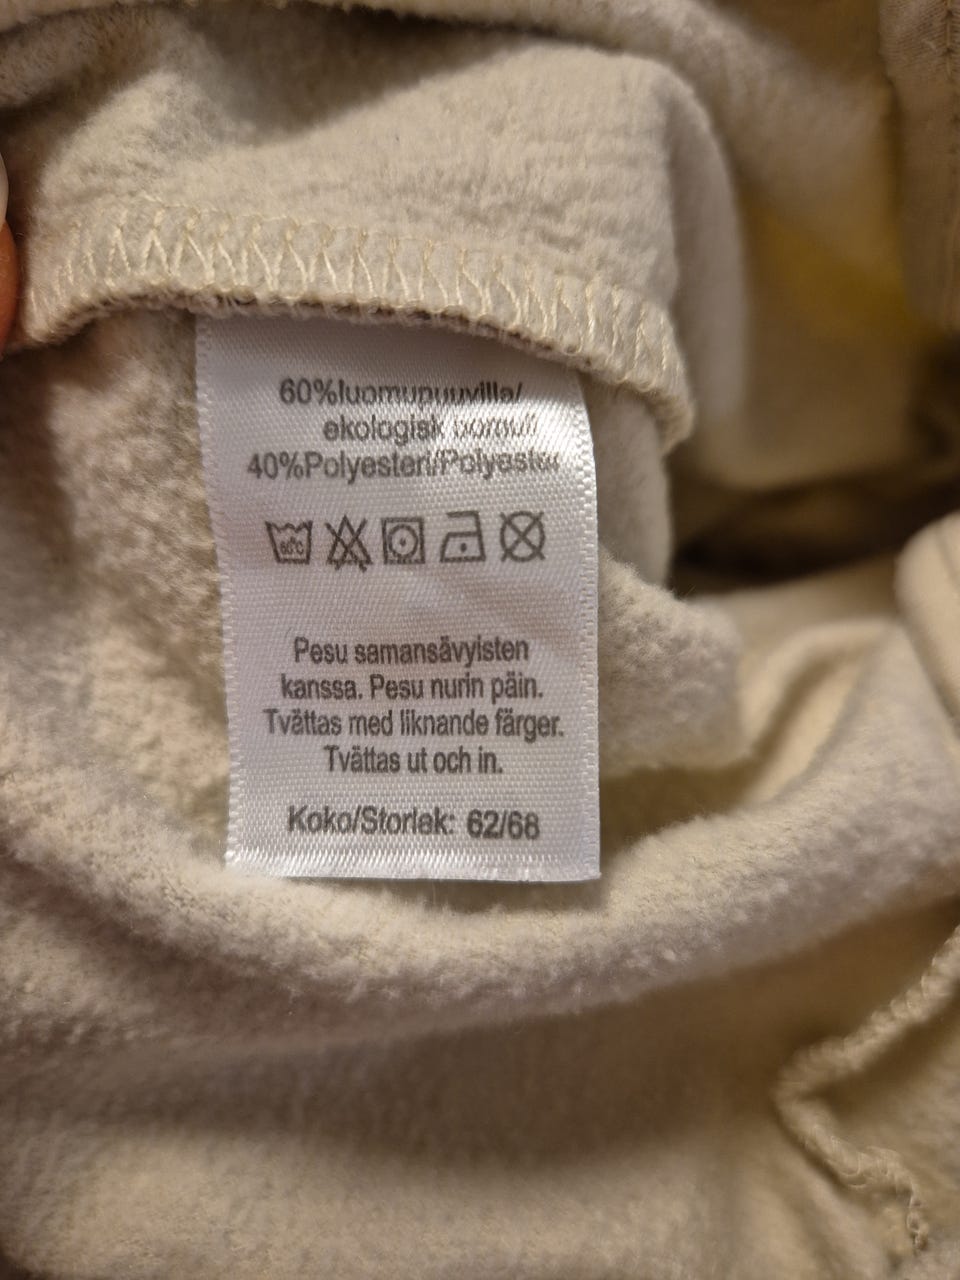 60%luomupuuvilla/
ekologisk bomull
40%Polyesteri/Polyester
60°C
Pesu samansävyisten
kanssa. Pesu nurin päin.
Tvättas med liknande färger.
Tvättas ut och in.
Koko/Storlek: 62/68